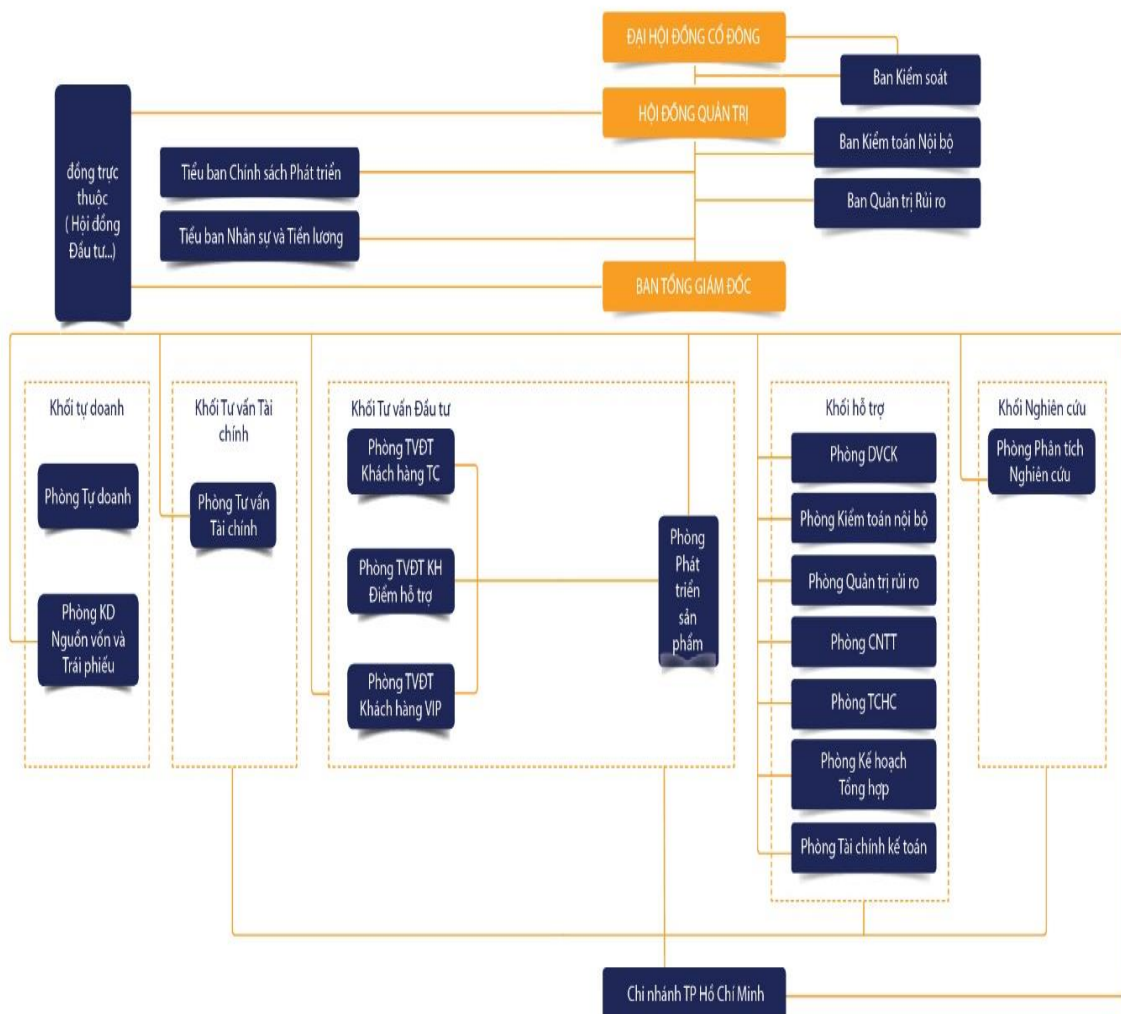 ĐẠI HỘI ĐỒNG CỔ ĐÔNG
Ban Kiểm soát
HỘI ĐỒNG QUẢN TRỊ
Ban Kiểm toán Nội bộ
đồng trực
thuộc
( Hội đồng
Đầu tư...)
Tiểu ban Chính sách Phát triển
Ban Quản trị Rủi ro
Tiểu ban Nhân sự và Tiền lương
BAN TỔNG GIÁM ĐỐC
Khối tự doanh
Phòng Tự doanh
Phòng KD
Nguồn vốn và
Trái phiếu
Khối Tư vấn Tài
chính
Phòng Tư vấn
Tài chính
Khối Tư vấn Đầu tư
Phòng TVĐT
Khách hàng TC
Phòng TVĐT KH
Điểm hỗ trợ
Phòng TVĐT
Khách hàng VIP
Phòng
Phát
triển
sản
phẩm
Khối hỗ trợ
Phòng DVCK
Phòng Kiểm toán nội bộ
Phòng Quản trị rủi ro
Phòng CNTT
Phòng TCHC
Phòng Kế hoạch
Tổng hợp
Phòng Tài chính kế toán
Khối Nghiên cứu
Phòng Phân tích
Nghiên cứu
Chi nhánh TP Hồ Chí Minh